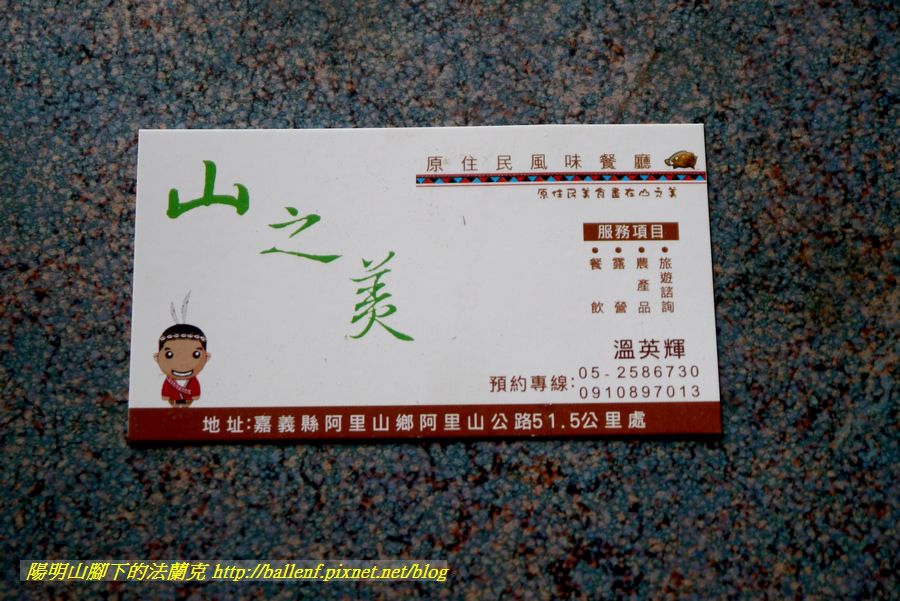 山之美
原住民風味餐廳
原住民美食盡在山之美
服務項目
旅遊諮詢
農產品
露營
餐飲
溫英輝
預約專線:05-2586730
0910897013
地址:嘉義縣阿里山鄉阿里山公路51.5公里處
陽明山腳下的法蘭克 http://ballenf.pixnet.net/blog